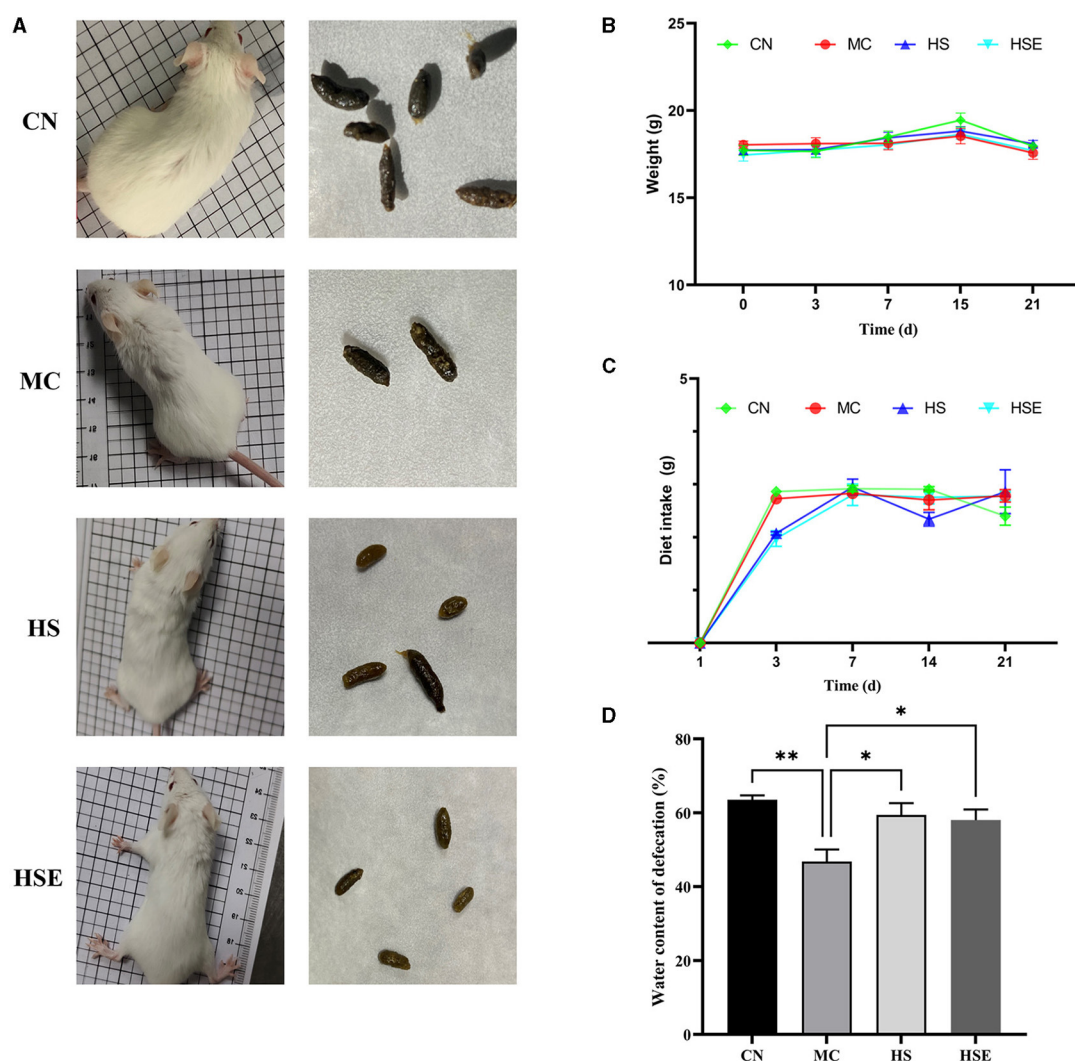 A
CN
MC
HS
HSE
B
CN MC HS HSE
Weight (g)
25
20
15
10
0 3 7 15 21
Time (d)
C
CN MC HS HSE
Diet intake (g)
5
1 3 7 14 21
Time (d)
D
Water content of defecation (%)
** * *
80
60
40
20
0
CN MC HS HSE